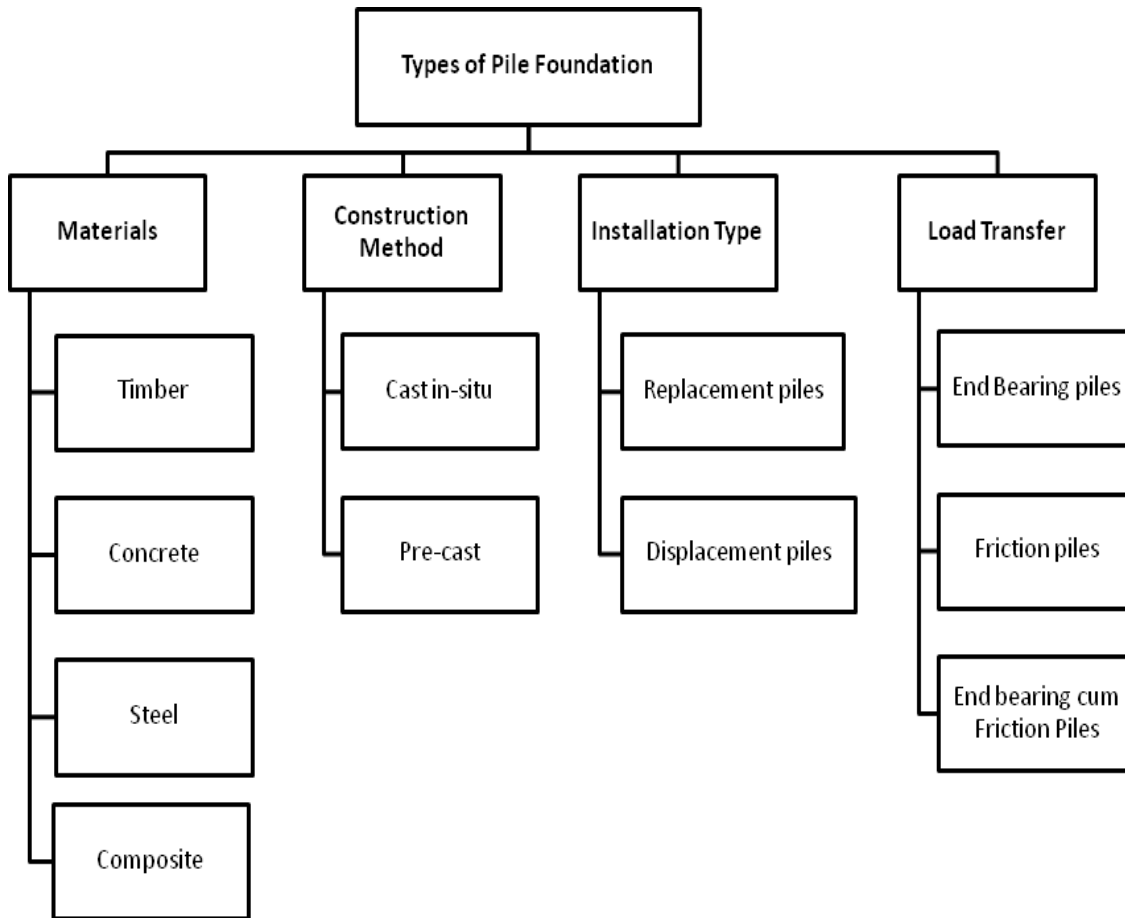 Types of Pile Foundation
Materials
Construction
Method
Installation Type
Load Transfer
Timber
Concrete
Steel
Composite
Cast in-situ
Pre-cast
Replacement piles
Displacement piles
End Bearing piles
Friction piles
End bearing cum
Friction Piles